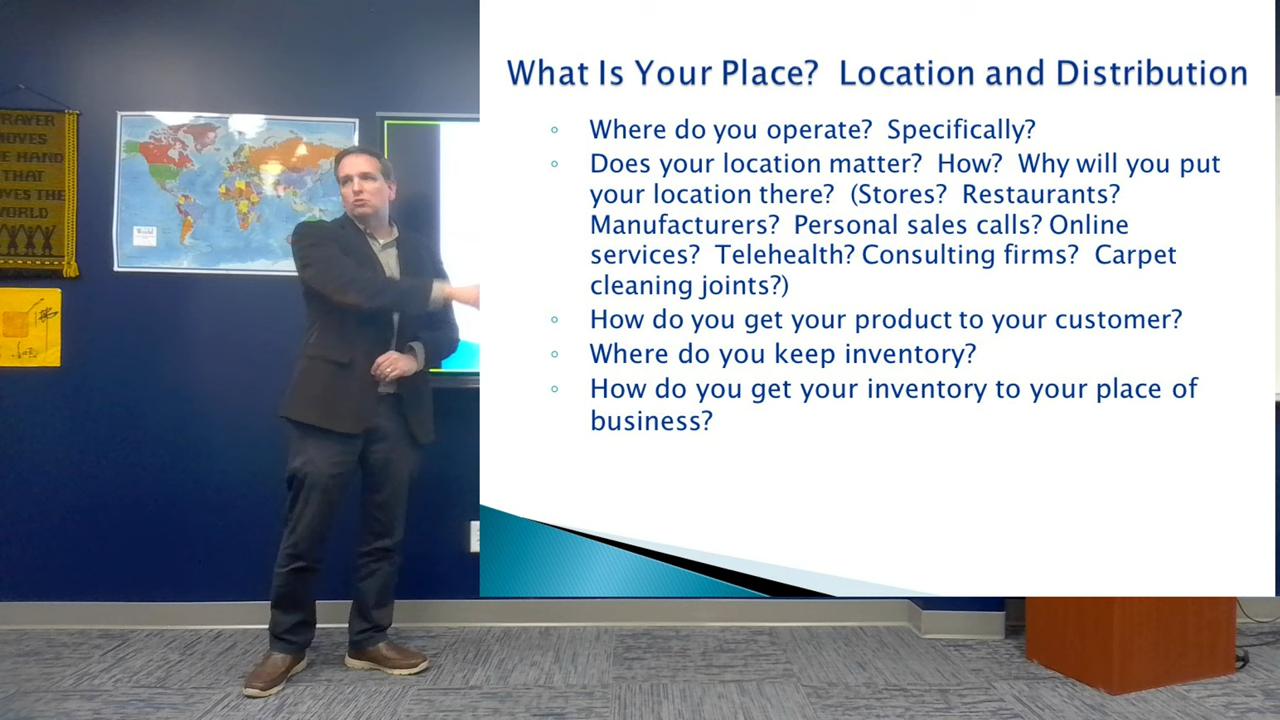 RAYER
OVES
E HAND
THAT
OVES THE
WORLD
What Is Your Place?  Location and Distribution
Where do you operate?  Specifically?
Does your location matter?  How?  Why will you put
your location there?  (Stores?  Restaurants?
Manufacturers?  Personal sales calls? Online
services?  Telehealth? Consulting firms?  Carpet
cleaning joints?)
How do you get your product to your customer?
Where do you keep inventory?
How do you get your inventory to your place of
business?